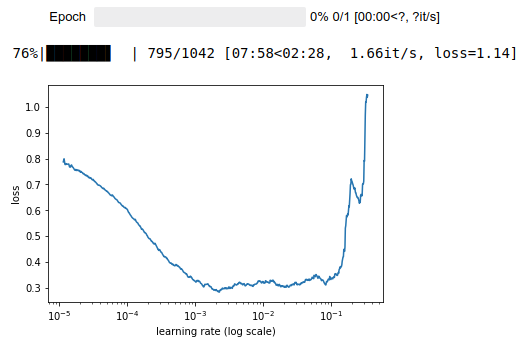 Epoch 0% 0/1 [00:00<?, ?it/s]
76%|███████ | 795/1042 [07:58<02:28, 1.66it/s, loss=1.14]
1.0
0.9
0.8
0.7
0.6
0.5
0.4
0.3
loss
10⁻⁵ 10⁻⁴ 10⁻³ 10⁻² 10⁻¹
learning rate (log scale)